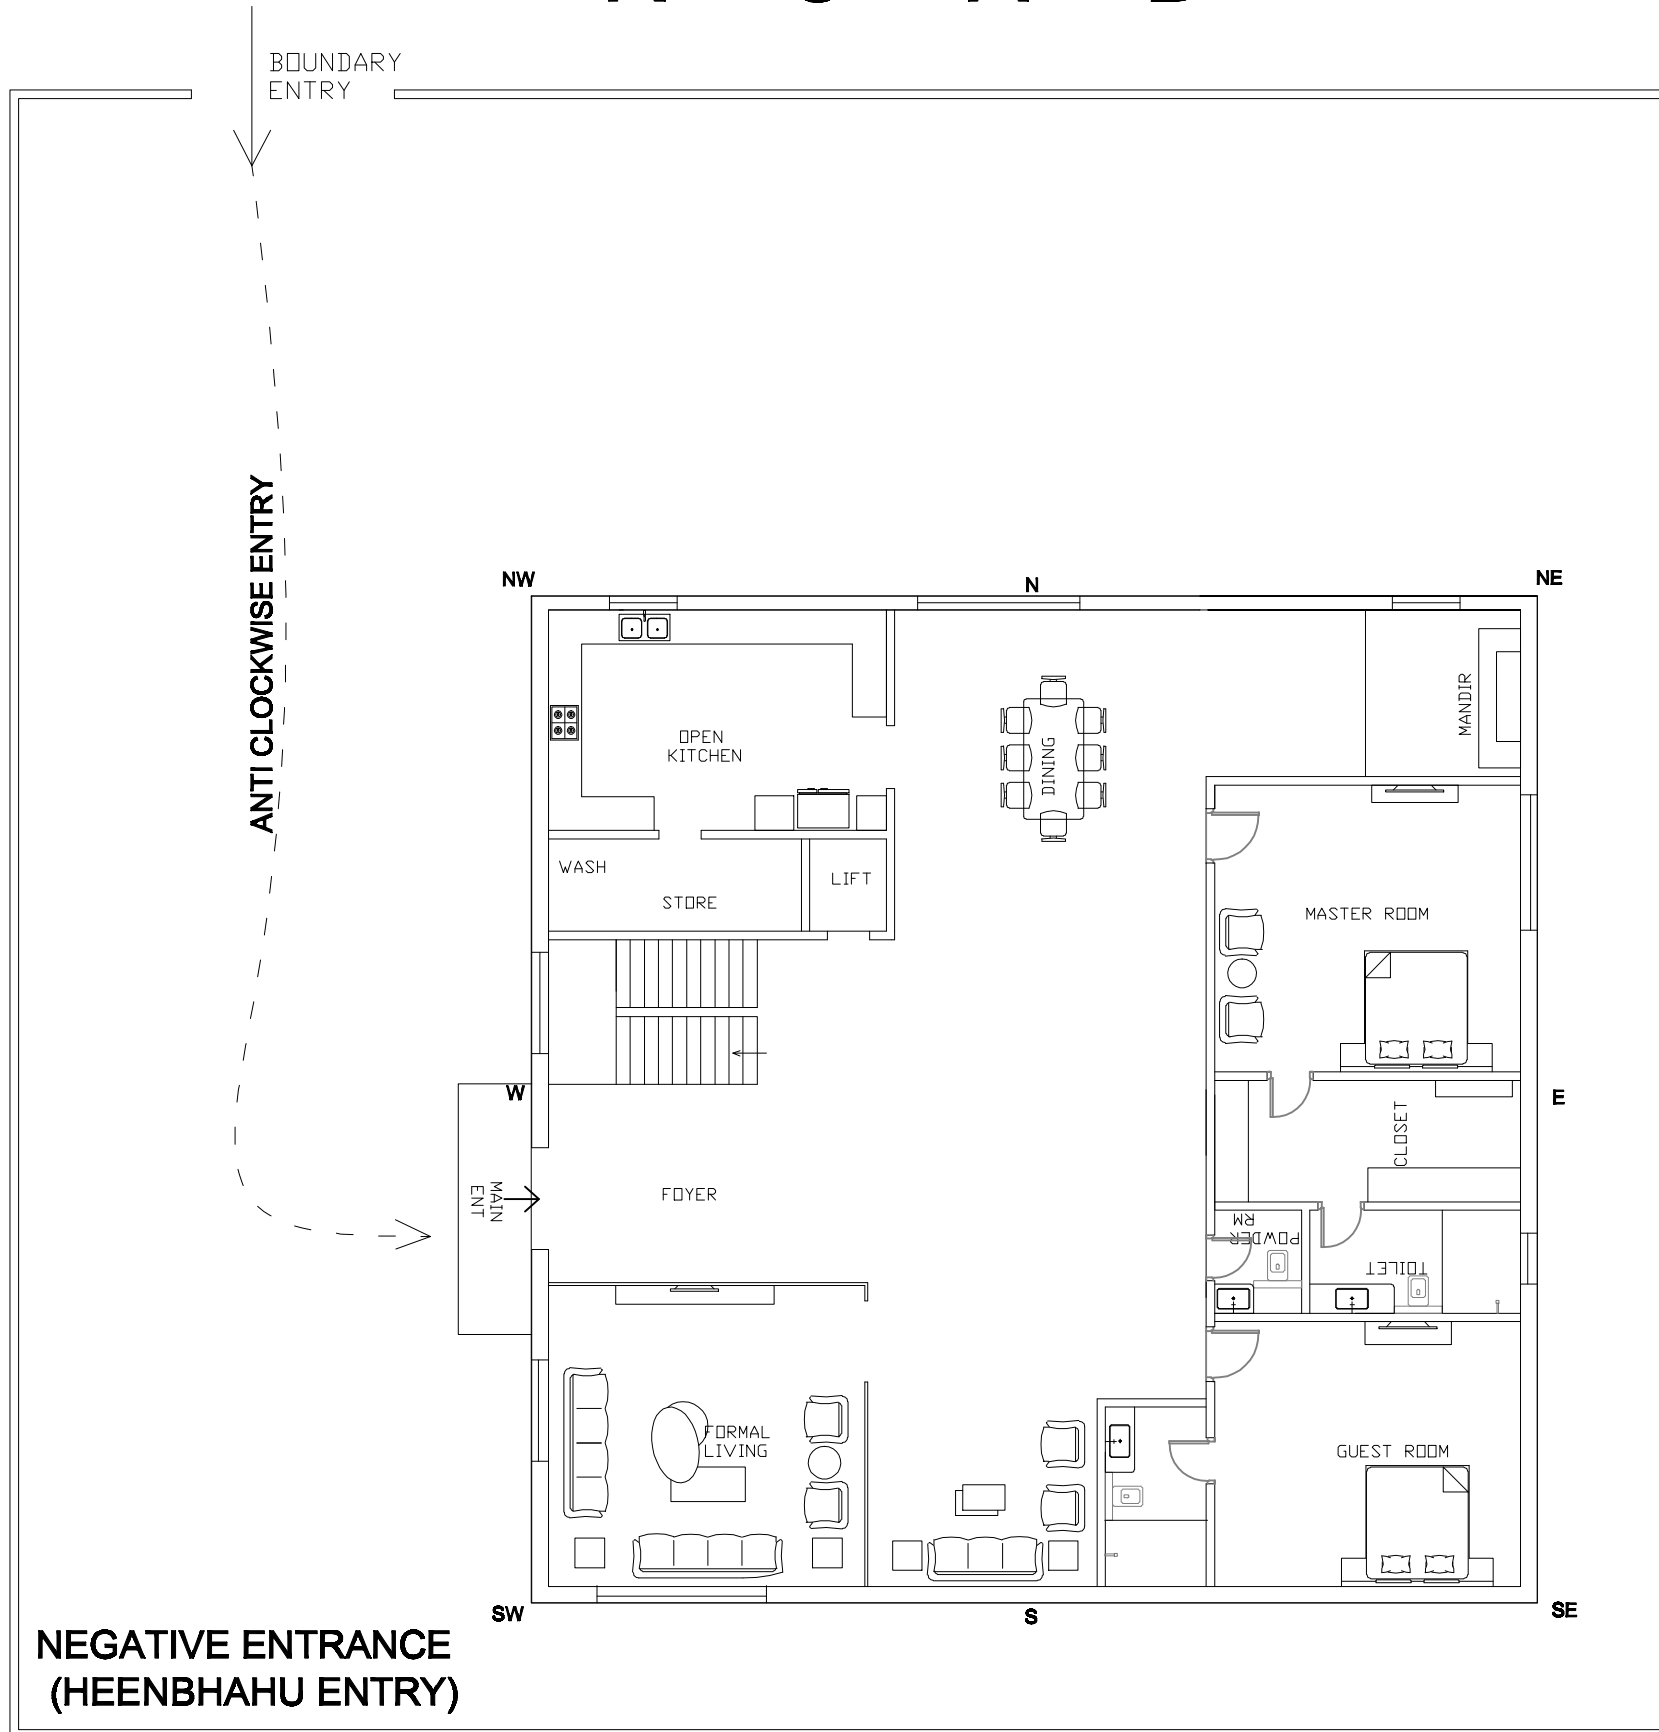 BOUNDARY
ENTRY
ANTI CLOCKWISE ENTRY
NW
N
NE
OPEN
KITCHEN
DINING
MANDIR
WASH
STORE
LIFT
MASTER ROOM
W
E
CLOSET
MAIN
ENT
FOYER
POWDER
RM
TOILET
FORMAL
LIVING
GUEST ROOM
SW
S
SE
NEGATIVE ENTRANCE
(HEENBHAHU ENTRY)